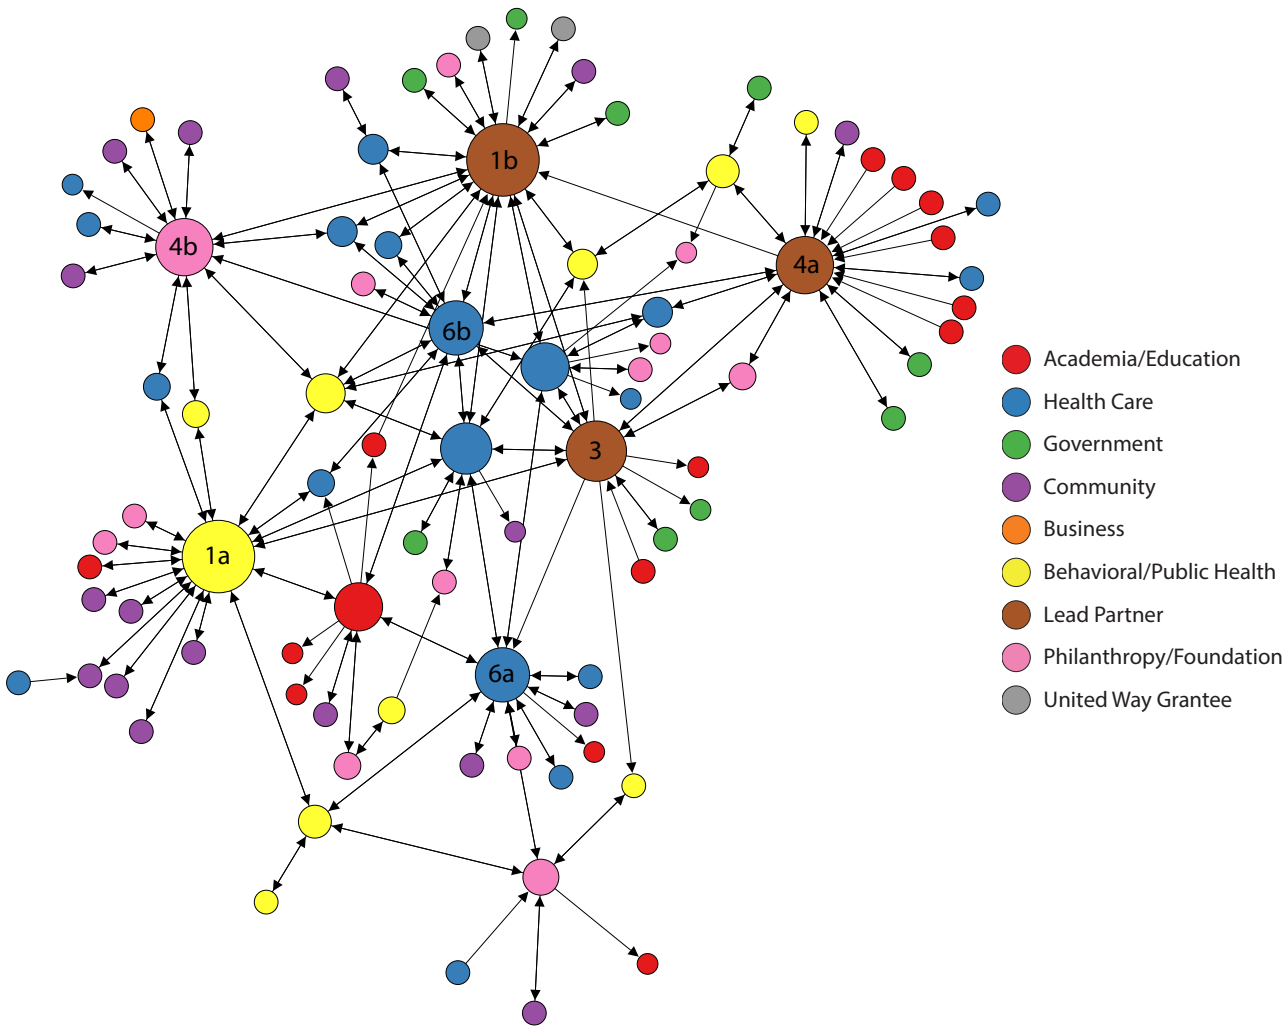 1b
4b
4a
6b
3
1a
6a
Academia/Education
Health Care
Government
Community
Business
Behavioral/Public Health
Lead Partner
Philanthropy/Foundation
United Way Grantee